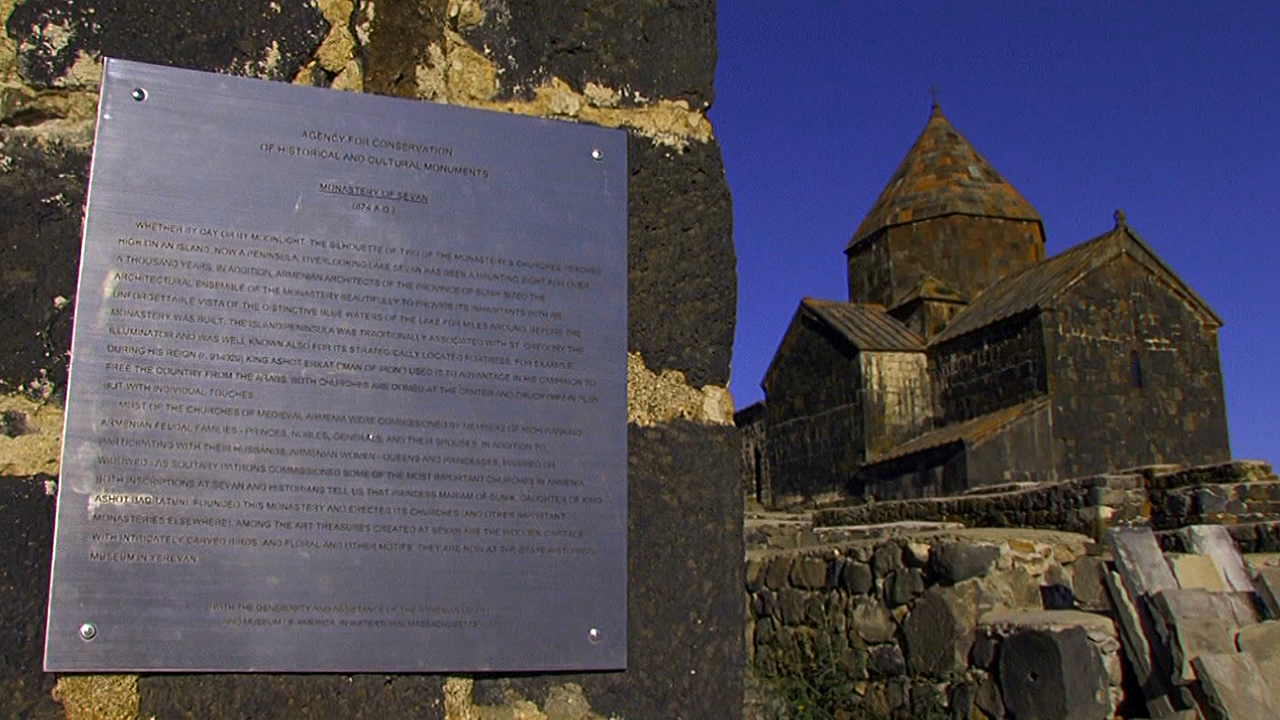 AGENCY FOR CONSERVATION
OF HISTORICAL AND CULTURAL MONUMENTS
MONASTERY OF SEVAN
(874 A.D.)
WHETHER BY DAY OR BY MOONLIGHT, THE SILHOUETTE OF TWO OF THE MONASTERY'S CHURCHES PERCHED
HIGH ON AN ISLAND, NOW A PENINSULA, OVERLOOKING LAKE SEVAN HAS BEEN A HAUNTING SIGHT FOR OVER
A THOUSAND YEARS. IN ADDITION, ARMENIAN ARCHITECTS OF THE PROVINCE OF SIUNIK SITED THE
ARCHITECTURAL ENSEMBLE OF THE MONASTERY BEAUTIFULLY TO PROVIDE ITS INHABITANTS WITH AN
UNFORGETTABLE VISTA OF THE DISTINCTIVE BLUE WATERS OF THE LAKE FOR MILES AROUND. BEFORE THE
MONASTERY WAS BUILT, THE ISLAND/PENINSULA WAS TRADITIONALLY ASSOCIATED WITH ST. GREGORY THE
ILLUMINATOR AND WAS WELL KNOWN ALSO FOR ITS STRATEGICALLY LOCATED FORTRESS. FOR EXAMPLE,
DURING HIS REIGN (r. 914-929) KING ASHOT ERKAT ("MAN OF IRON") USED IT TO ADVANTAGE IN HIS CAMPAIGN TO
FREE THE COUNTRY FROM THE ARABS. BOTH CHURCHES ARE DOMED AT THE CENTER AND CRUCIFORM IN PLAN
BUT WITH INDIVIDUAL TOUCHES.
MOST OF THE CHURCHES OF MEDIEVAL ARMENIA WERE COMMISSIONED BY MEMBERS OF HIGH-RANKING
ARMENIAN FEUDAL FAMILIES - PRINCES, NOBLES, GENERALS, AND THEIR SPOUSES. IN ADDITION TO
PARTICIPATING WITH THEIR HUSBANDS, ARMENIAN WOMEN - QUEENS AND PRINCESSES, MARRIED OR
WIDOWED - AS SOLITARY PATRONS COMMISSIONED SOME OF THE MOST IMPORTANT CHURCHES IN ARMENIA.
BOTH INSCRIPTIONS AT SEVAN AND HISTORIANS TELL US THAT PRINCESS MARIAM OF SIUNIK, DAUGHTER OF KING
ASHOT BAGRATUNI, FOUNDED THIS MONASTERY AND ERECTED ITS CHURCHES (AND OTHER IMPORTANT
MONASTERIES ELSEWHERE). AMONG THE ART TREASURES CREATED AT SEVAN ARE THE WOODEN CAPITALS
WITH INTRICATELY CARVED BIRDS, AND FLORAL AND OTHER MOTIFS. THEY ARE NOW AT THE STATE HISTORICAL
MUSEUM IN YEREVAN.
(WITH THE GENEROSITY AND ASSISTANCE OF THE ARMENIAN LIBRARY
AND MUSEUM OF AMERICA, IN WATERTOWN, MASSACHUSETTS)